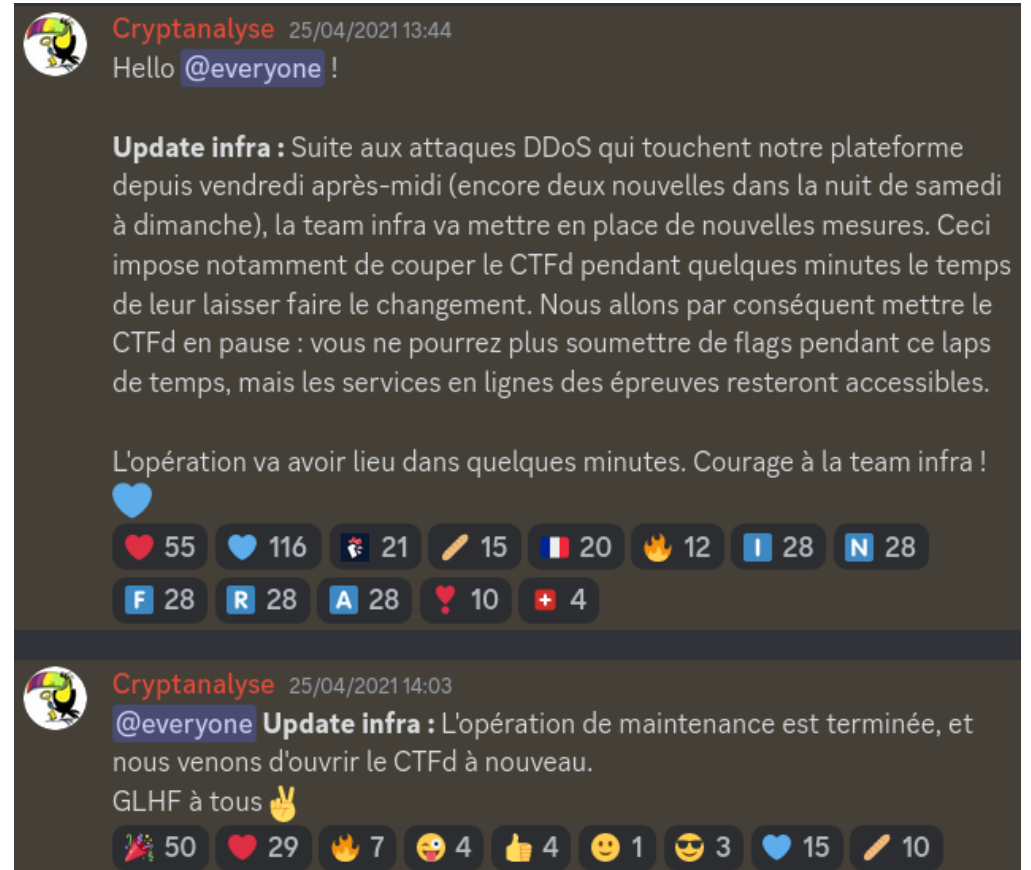 Cryptanalyse 25/04/2021 13:44
Hello @everyone !
Update infra : Suite aux attaques DDoS qui touchent notre plateforme
depuis vendredi après-midi (encore deux nouvelles dans la nuit de samedi
à dimanche), la team infra va mettre en place de nouvelles mesures. Ceci
impose notamment de couper le CTFd pendant quelques minutes le temps
de leur laisser faire le changement. Nous allons par conséquent mettre le
CTFd en pause : vous ne pourrez plus soumettre de flags pendant ce laps
de temps, mais les services en lignes des épreuves resteront accessibles.
L'opération va avoir lieu dans quelques minutes. Courage à la team infra !
55 116 21 15 20 12 I 28 N 28
F 28 R 28 A 28 10 4
Cryptanalyse 25/04/2021 14:03
@everyone Update infra : L'opération de maintenance est terminée, et
nous venons d'ouvrir le CTFd à nouveau.
GLHF à tous
50 29 7 4 4 1 3 15 10